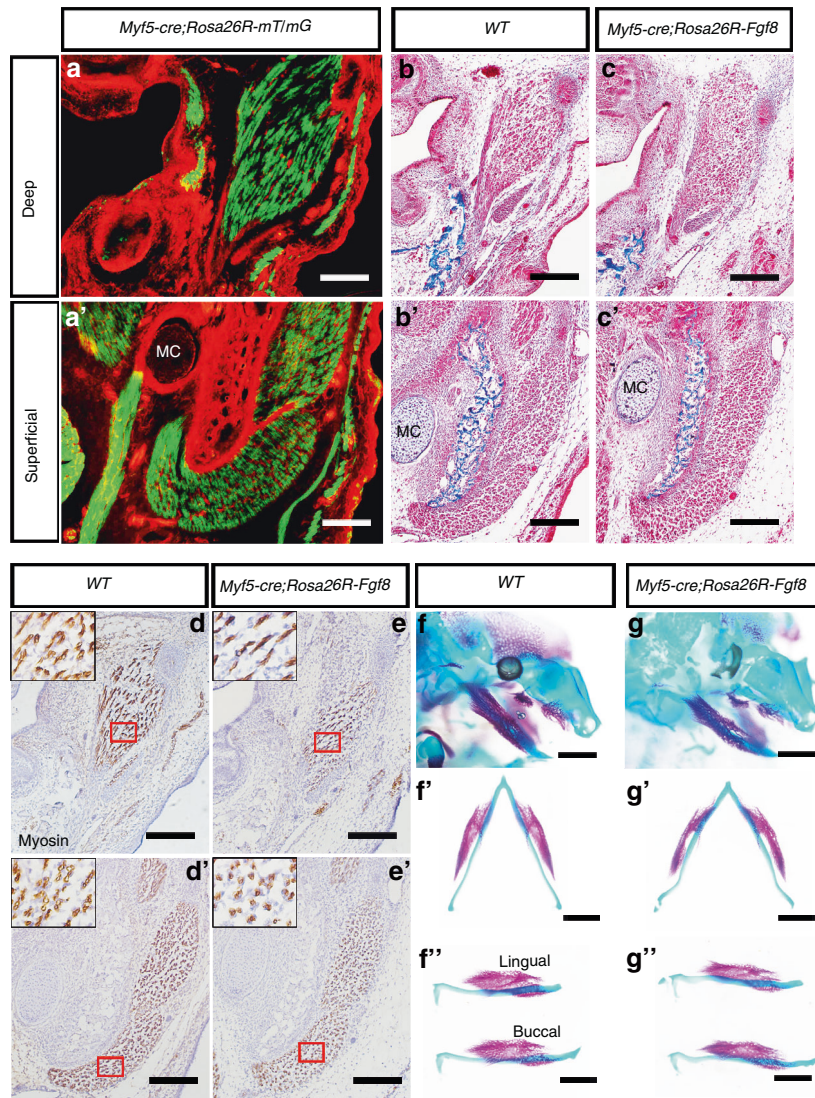 Myf5-cre;Rosa26R-mT/mG
WT
Myf5-cre;Rosa26R-Fgf8
Deep
a
b
c
Superficial
a'
MC
b'
MC
c'
MC
WT
Myf5-cre;Rosa26R-Fgf8
WT
Myf5-cre;Rosa26R-Fgf8
d
Myosin
e
f
g
f'
g'
d'
e'
f''
Lingual
Buccal
g''